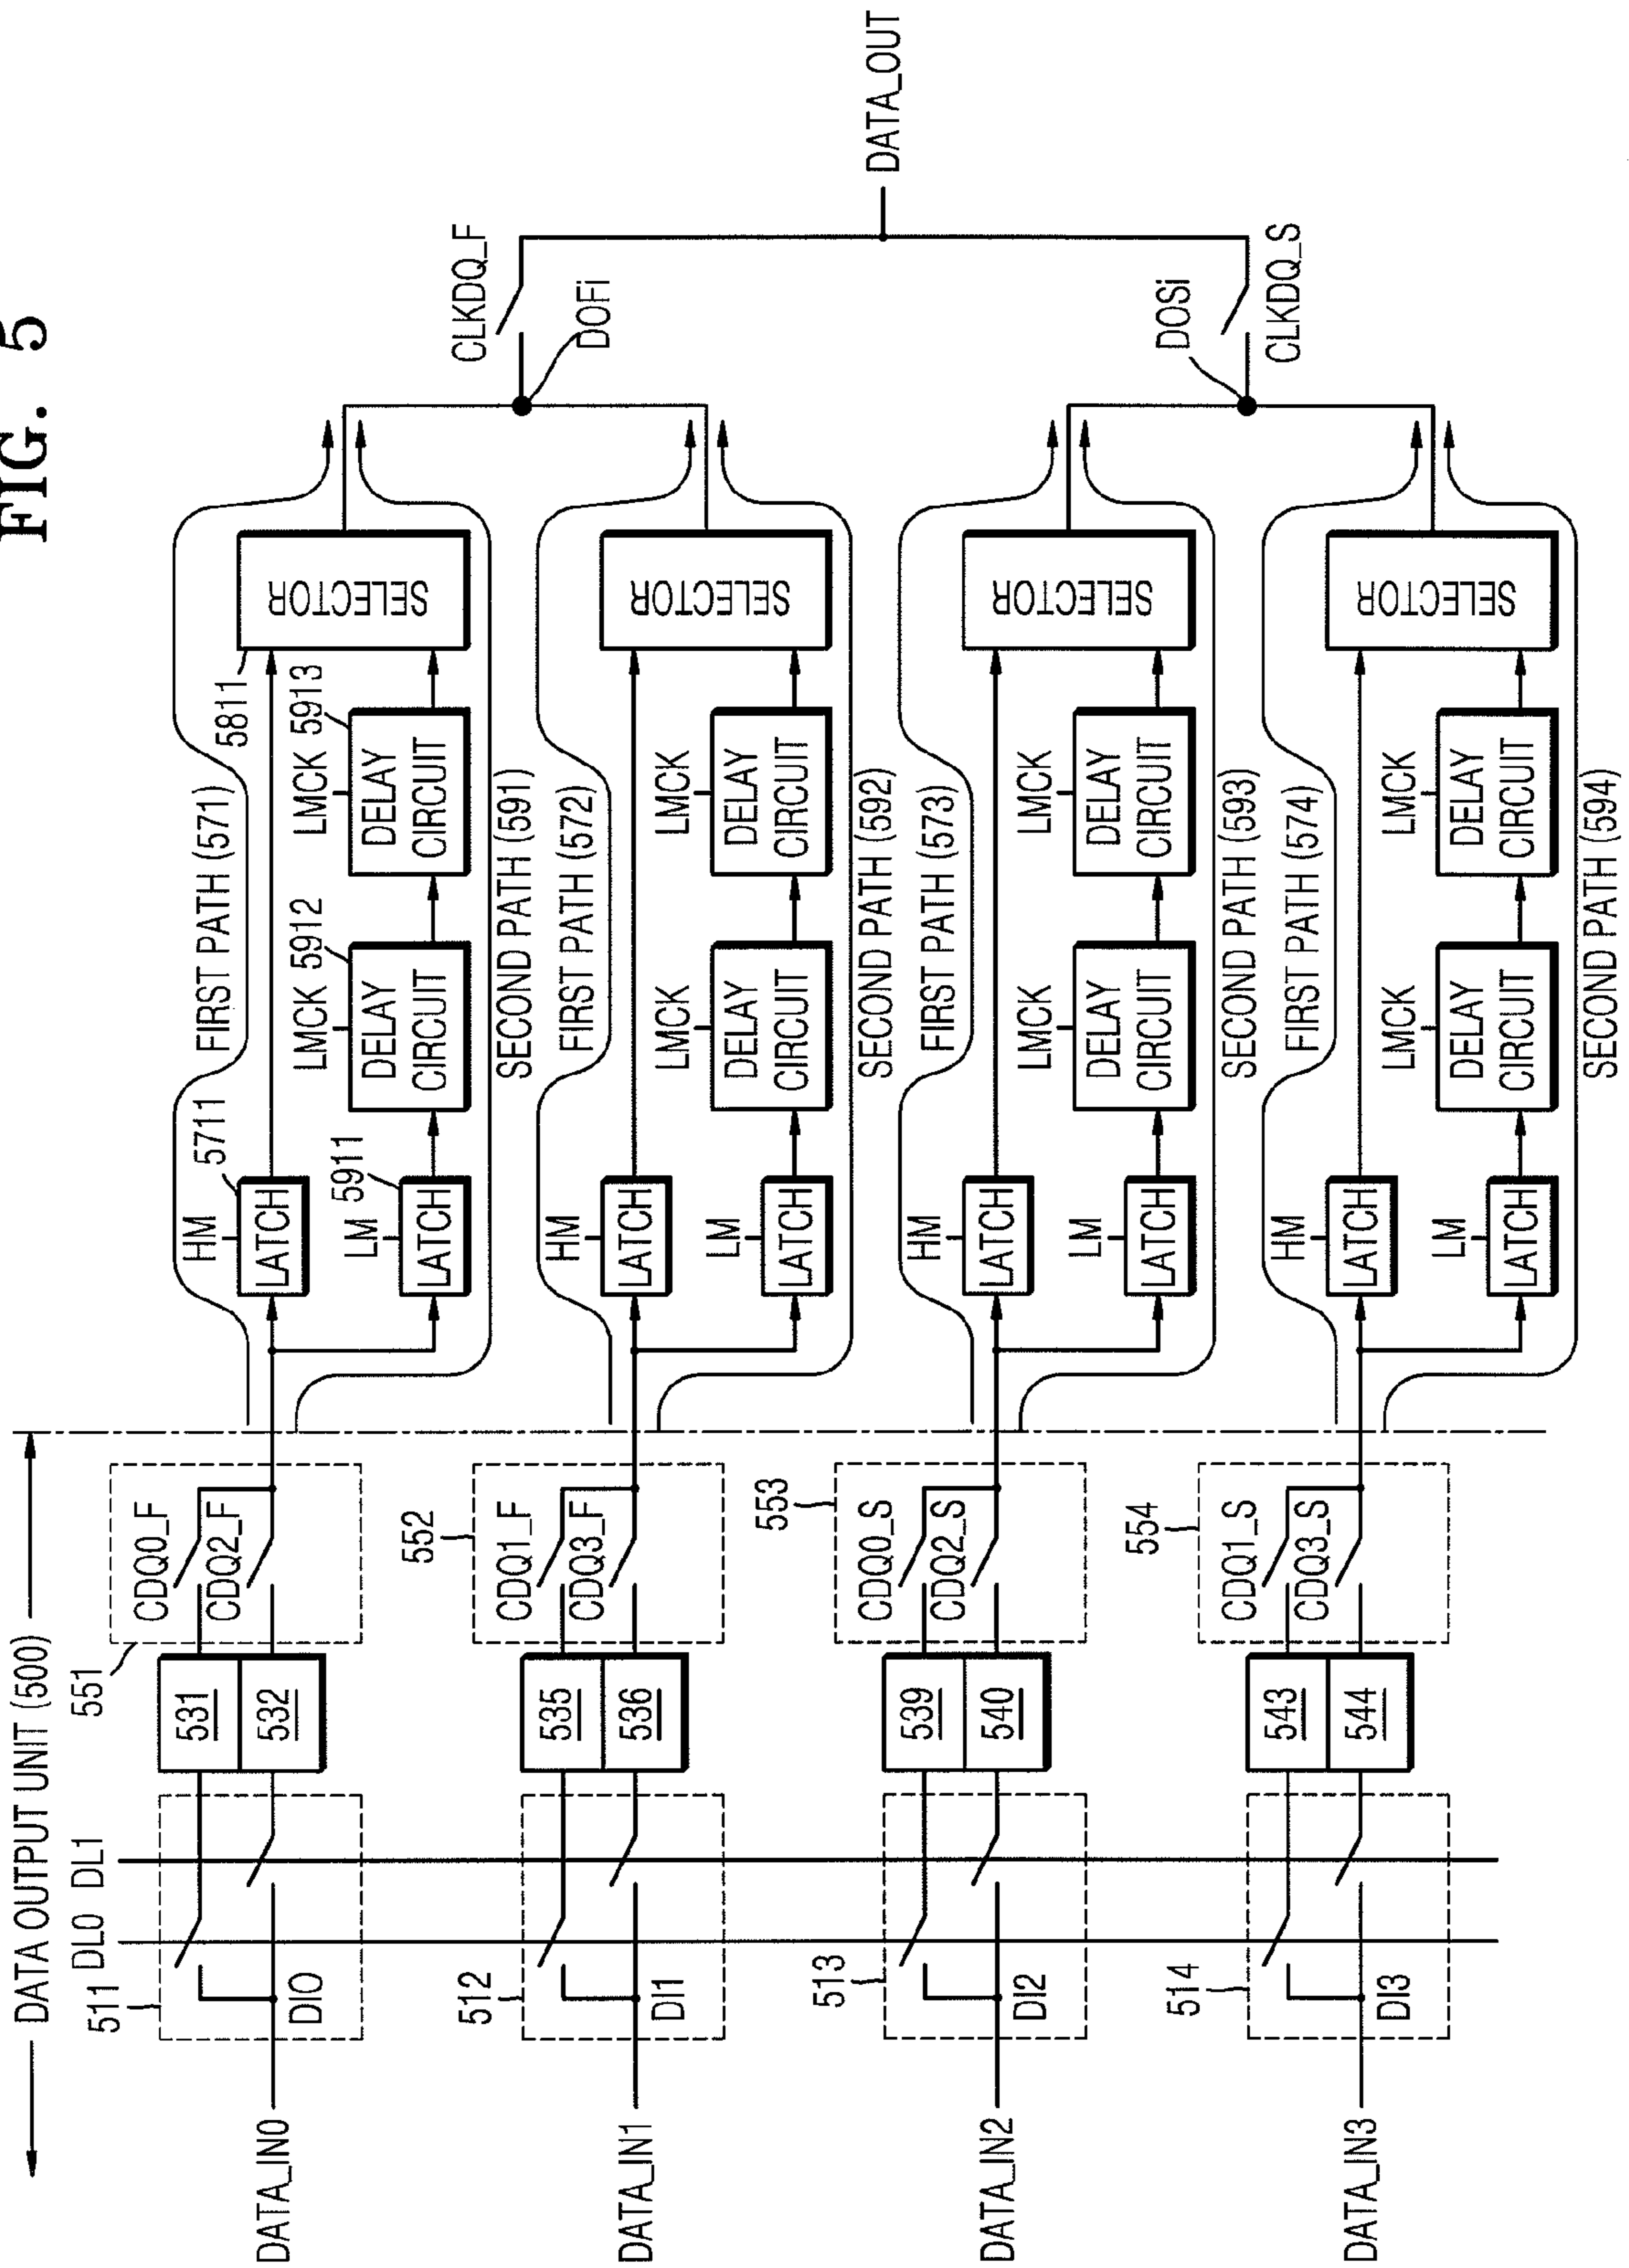 FIG. 5
DATA OUTPUT UNIT (500)
DL0 DL1
511
551
DATA_IN0
DI0
531
532
CDQ0_F
CDQ2_F
FIRST PATH (571)
HM
5711
LATCH
LM
5911
LATCH
LMCK 5912
DELAY
CIRCUIT
LMCK 5913
DELAY
CIRCUIT
5811
SELECTOR
SECOND PATH (591)
512
552
DATA_IN1
DI1
535
536
CDQ1_F
CDQ3_F
FIRST PATH (572)
HM
LATCH
LM
LATCH
LMCK
DELAY
CIRCUIT
LMCK
DELAY
CIRCUIT
SELECTOR
SECOND PATH (592)
CLKDQ_F
DOFi
DATA_OUT
513
553
DATA_IN2
DI2
539
540
CDQ0_S
CDQ2_S
FIRST PATH (573)
HM
LATCH
LM
LATCH
LMCK
DELAY
CIRCUIT
LMCK
DELAY
CIRCUIT
SELECTOR
SECOND PATH (593)
DOSi
CLKDQ_S
514
554
DATA_IN3
DI3
543
544
CDQ1_S
CDQ3_S
FIRST PATH (574)
HM
LATCH
LM
LATCH
LMCK
DELAY
CIRCUIT
LMCK
DELAY
CIRCUIT
SELECTOR
SECOND PATH (594)